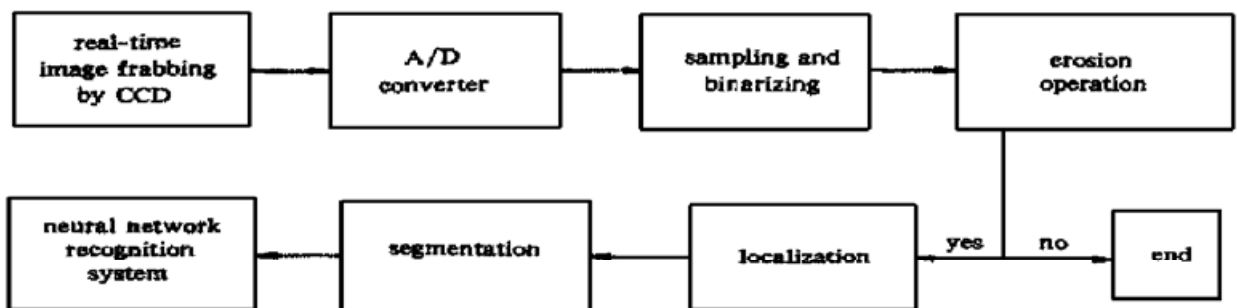 real-time
image frabbing
by CCD
A/D
converter
sampling and
binarizing
erosion
operation
neural network
recognition
system
segmentation
localization
yes
no
end